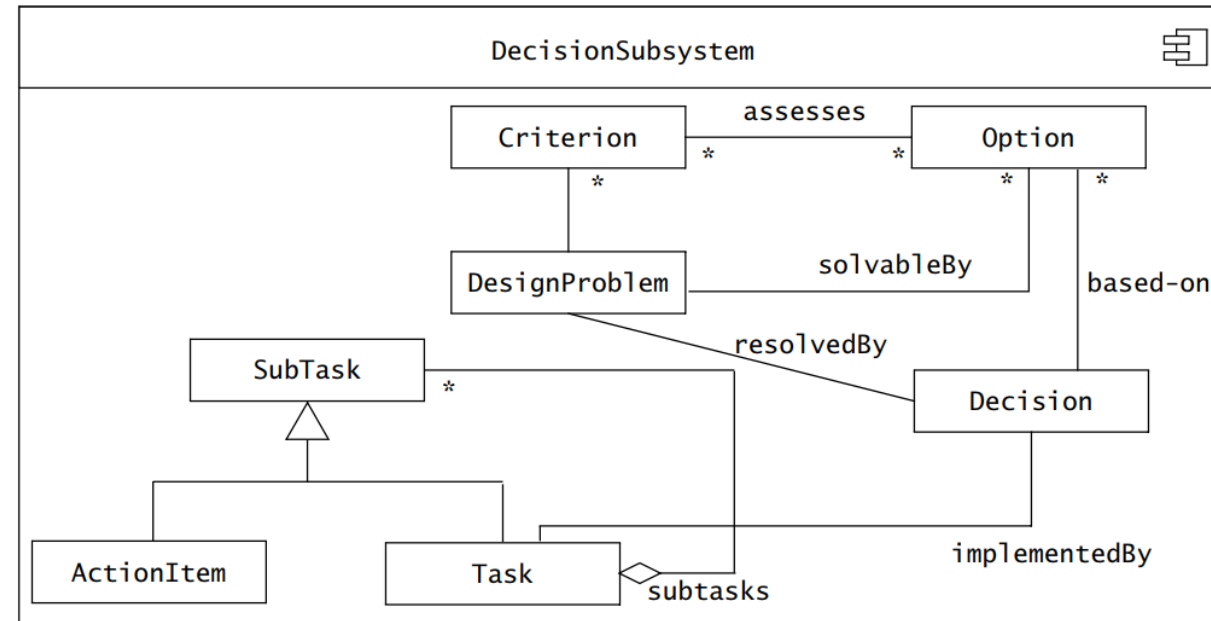 DecisionSubsystem
assesses
Criterion
Option
*
*
*
*
*
solvableBy
DesignProblem
based-on
resolvedBy
SubTask
*
Decision
implementedBy
ActionItem
Task
subtasks